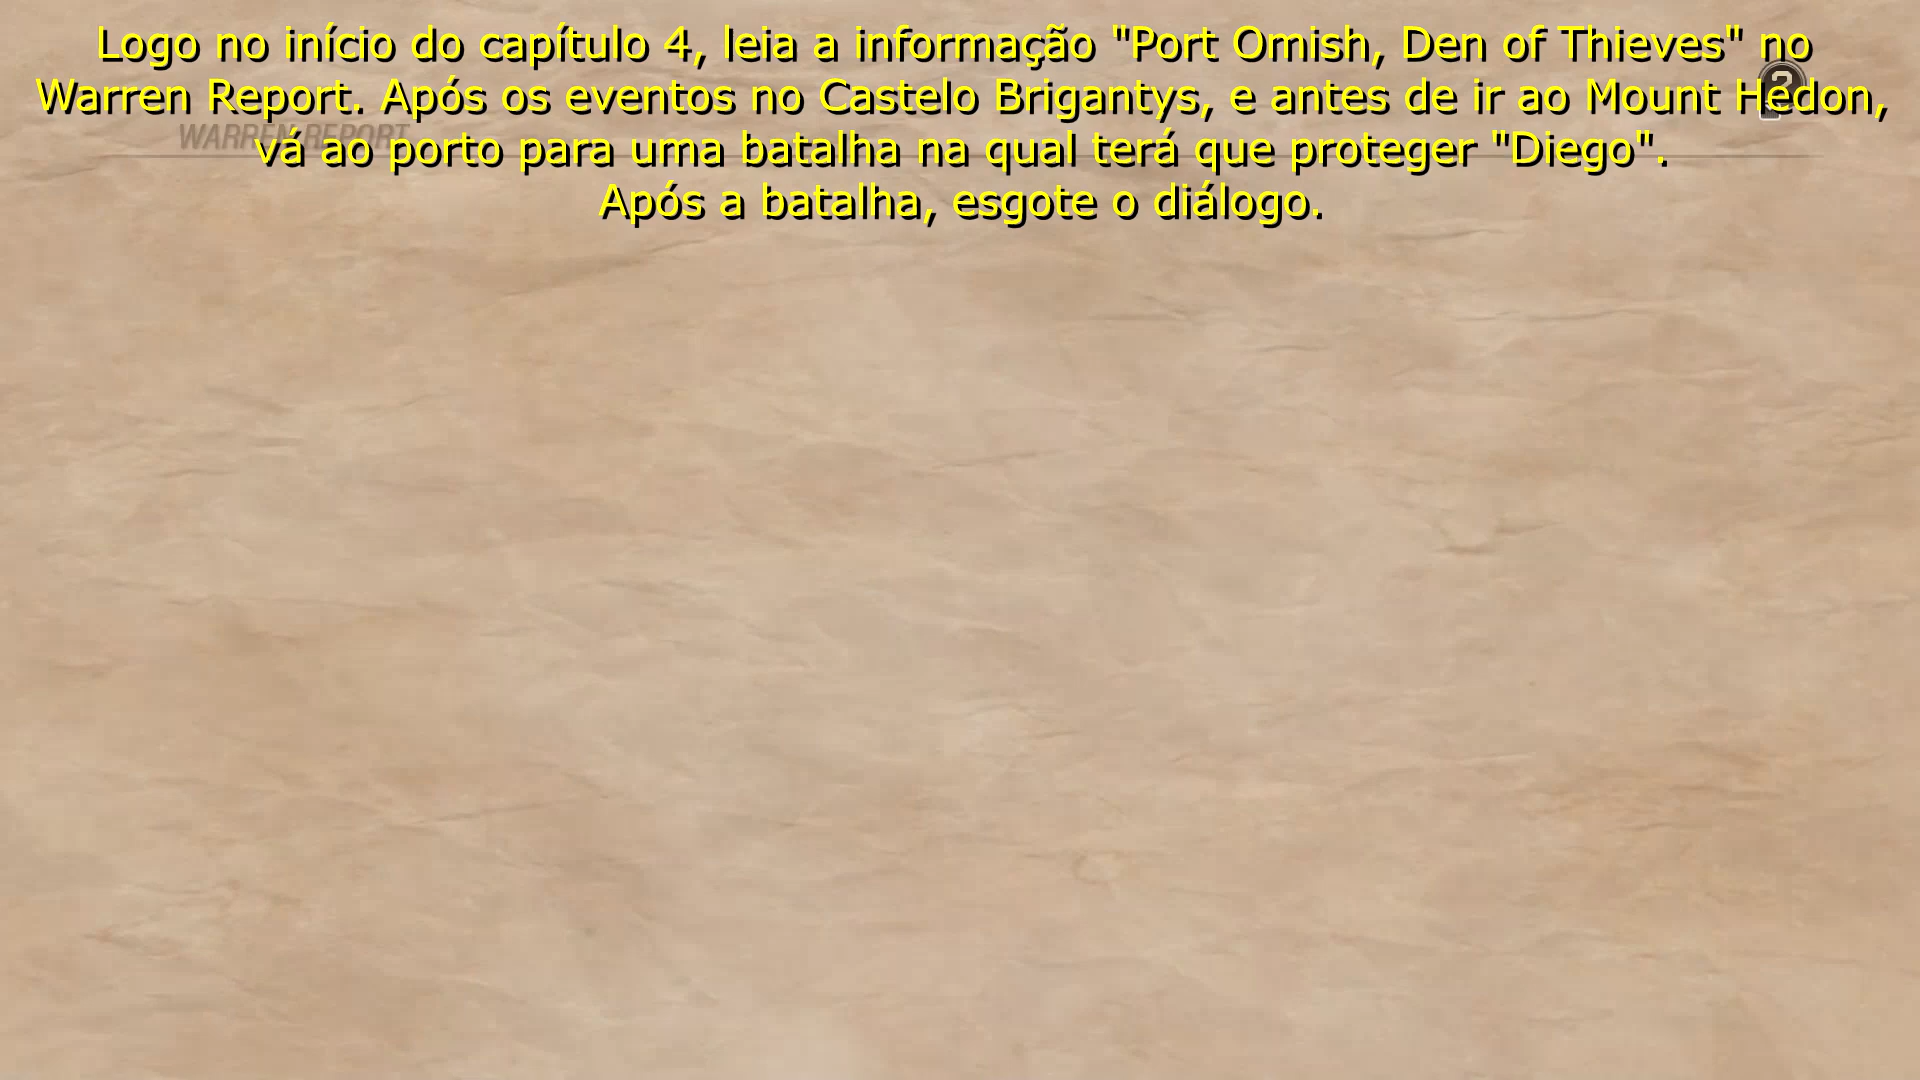 Logo no início do capítulo 4, leia a informação "Port Omish, Den of Thieves" no
Warren Report. Após os eventos no Castelo Brigantys, e antes de ir ao Mount Hedon,
WARREN REPORT
vá ao porto para uma batalha na qual terá que proteger "Diego".
Após a batalha, esgote o diálogo.